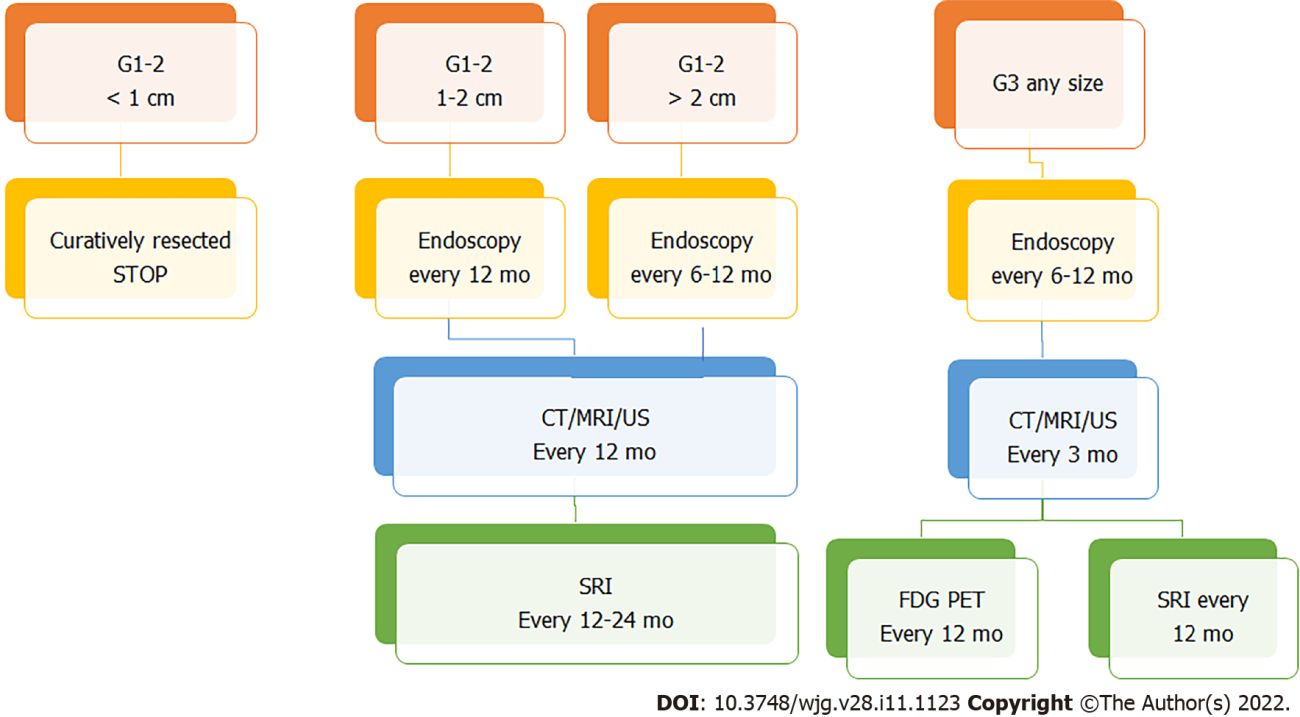 G1-2
< 1 cm
G1-2
1-2 cm
G1-2
> 2 cm
G3 any size
Curatively resected
STOP
Endoscopy
every 12 mo
Endoscopy
every 6-12 mo
Endoscopy
every 6-12 mo
CT/MRI/US
Every 12 mo
CT/MRI/US
Every 3 mo
SRI
Every 12-24 mo
FDG PET
Every 12 mo
SRI every
12 mo
DOI: 10.3748/wjg.v28.i11.1123 Copyright ©The Author(s) 2022.